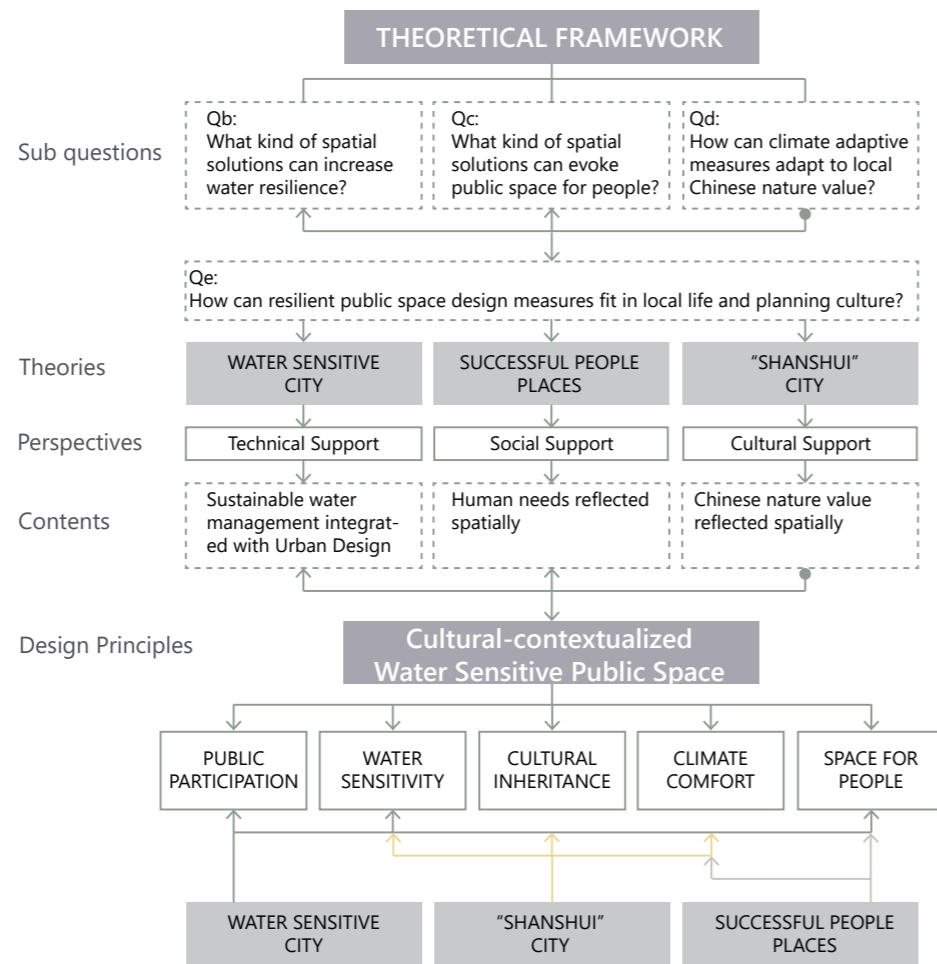 THEORETICAL FRAMEWORK
Sub questions
Qb:
What kind of spatial
solutions can increase
water resilience?
Qc:
What kind of spatial
solutions can evoke
public space for people?
Qd:
How can climate adaptive
measures adapt to local
Chinese nature value?
Qe:
How can resilient public space design measures fit in local life and planning culture?
Theories
WATER SENSITIVE
CITY
SUCCESSFUL PEOPLE
PLACES
“SHANSHUI”
CITY
Perspectives
Technical Support
Social Support
Cultural Support
Contents
Sustainable water
management integrat-
ed with Urban Design
Human needs reflected
spatially
Chinese nature value
reflected spatially
Design Principles
Cultural-contextualized
Water Sensitive Public Space
PUBLIC
PARTICIPATION
WATER
SENSITIVITY
CULTURAL
INHERITANCE
CLIMATE
COMFORT
SPACE FOR
PEOPLE
WATER SENSITIVE
CITY
“SHANSHUI”
CITY
SUCCESSFUL PEOPLE
PLACES